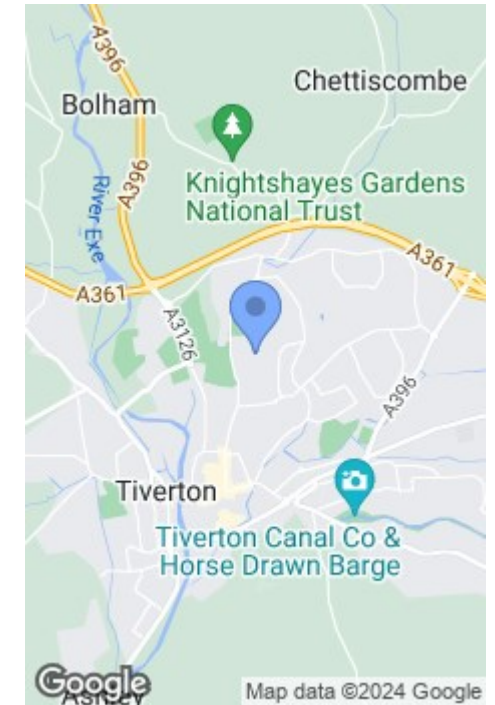 A396
Chettiscombe
Bolham
A396
Knightshayes Gardens
National Trust
River Exe
A361
A361
A3126
A396
Tiverton
Tiverton Canal Co &
Horse Drawn Barge
Ashley
Google
Map data ©2024 Google